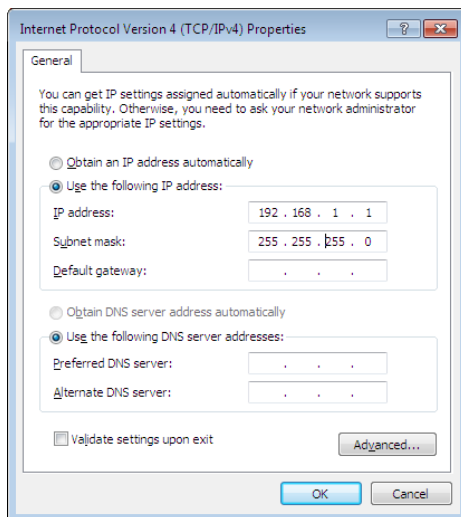 Internet Protocol Version 4 (TCP/IPv4) Properties
General
You can get IP settings assigned automatically if your network supports
this capability. Otherwise, you need to ask your network administrator
for the appropriate IP settings.
Obtain an IP address automatically
Use the following IP address:
IP address: 192 . 168 . 1 . 1
Subnet mask: 255 . 255 . 255 . 0
Default gateway: . . .
Obtain DNS server address automatically
Use the following DNS server addresses:
Preferred DNS server: . . .
Alternate DNS server: . . .
Validate settings upon exit
Advanced...
OK Cancel